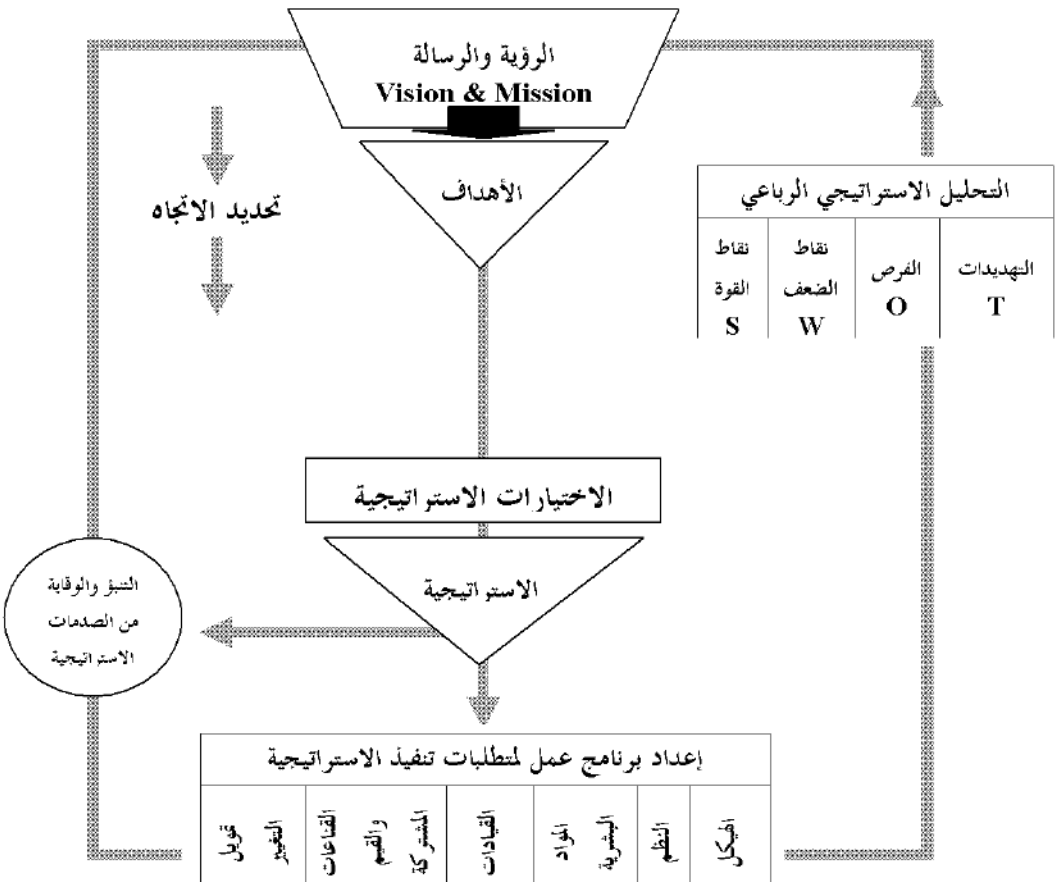 الرؤية والرسالة
Vision & Mission
الأهداف
تحديد الاتجاه
التحليل الاستراتيجي الرباعي
التهديدات
T
الفرص
O
نقاط
الضعف
W
نقاط
القوة
S
الاختيارات الاستراتيجية
الاستراتيجية
التنبؤ والوقاية
من الصدمات
الاستراتيجية
إعداد برنامج عمل لمتطلبات تنفيذ الاستراتيجية
الهيكل
النظم
المواد
البشرية
القيادات
القناعات
والقيم
المشتركة
تمويل
التغيير